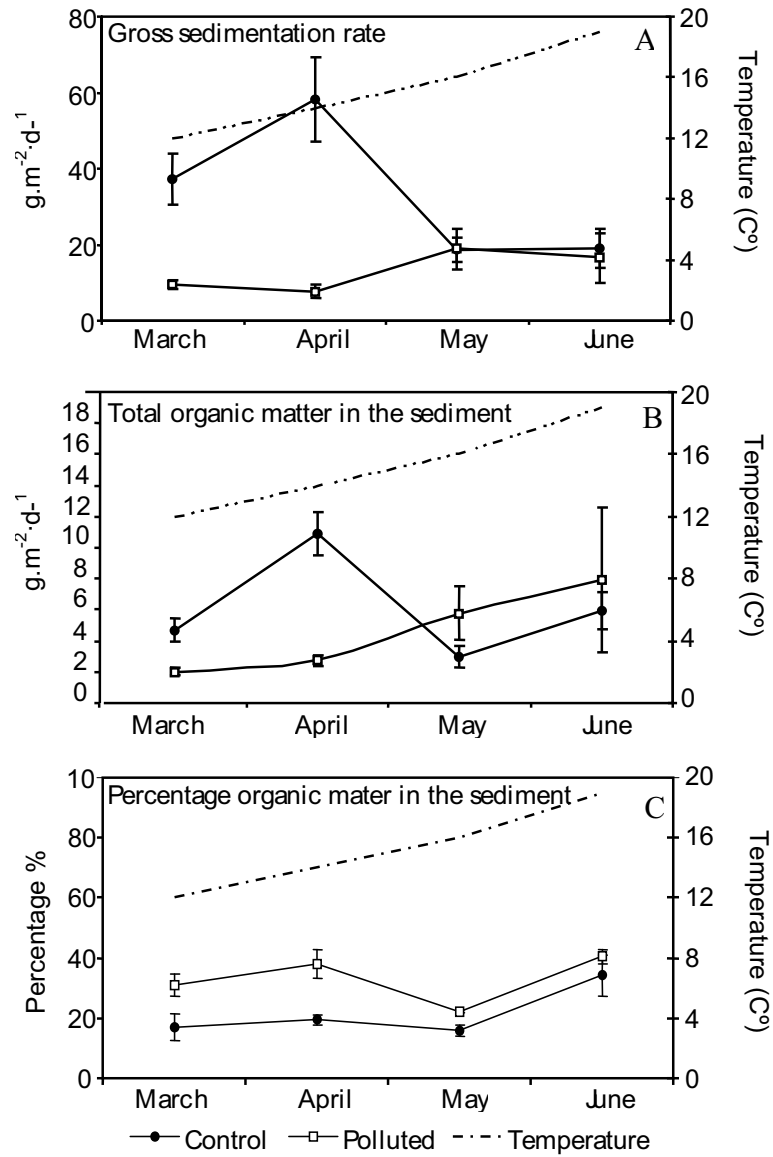 Gross sedimentation rate
A
80
60
40
20
0
g.m-2·d-1
20
16
12
8
4
0
Temperature (Cº)
March April May June
Total organic matter in the sediment
B
18
16
14
12
10
8
6
4
2
0
g.m-2·d-1
20
16
12
8
4
0
Temperature (Cº)
March April May June
Percentage organic mater in the sediment
C
10
80
60
40
20
0
Percentage %
20
16
12
8
4
0
Temperature (Cº)
March April May June
Control Polluted Temperature